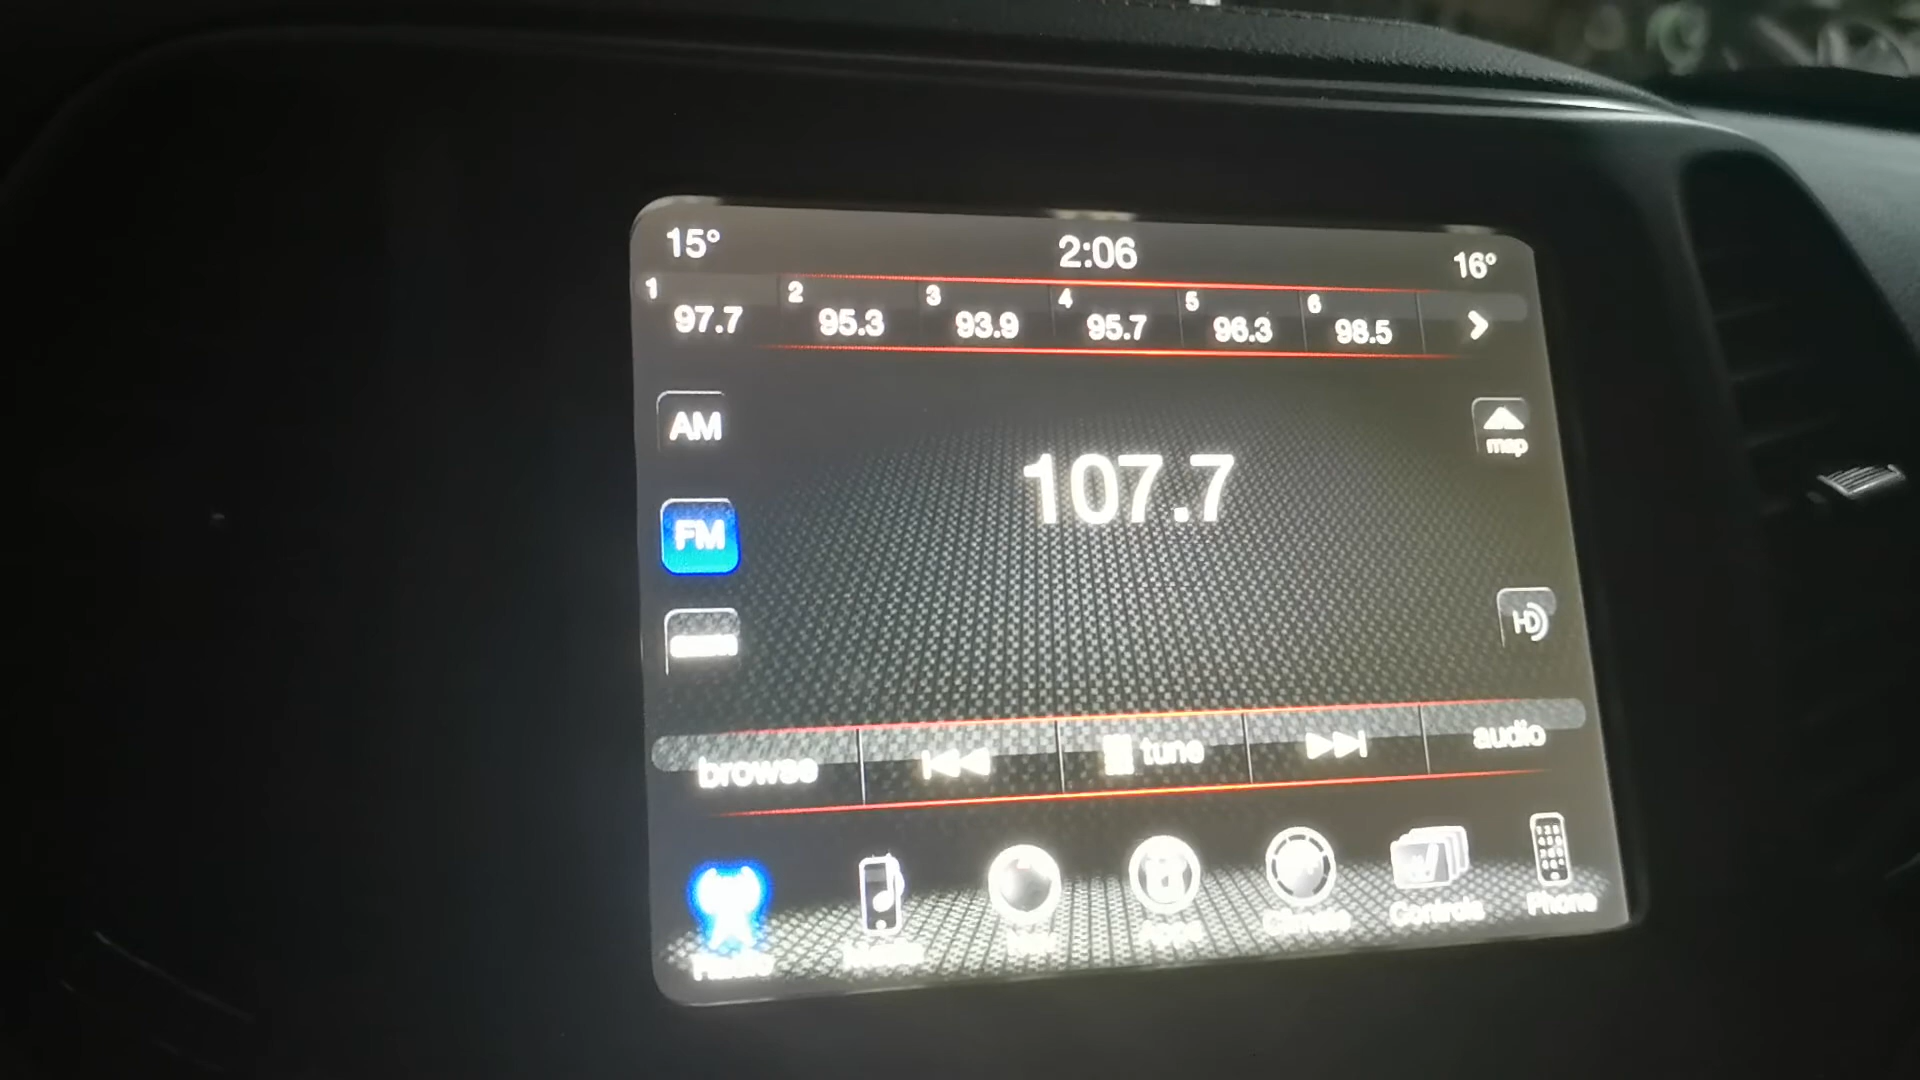 15° 2:06 16°
1 2 3 4 5 6
97.7 95.3 93.9 95.7 96.3 98.5
AM
map
107.7
FM
HD
browse tune audio
Radio Media Nav Apps Climate Controls Phone